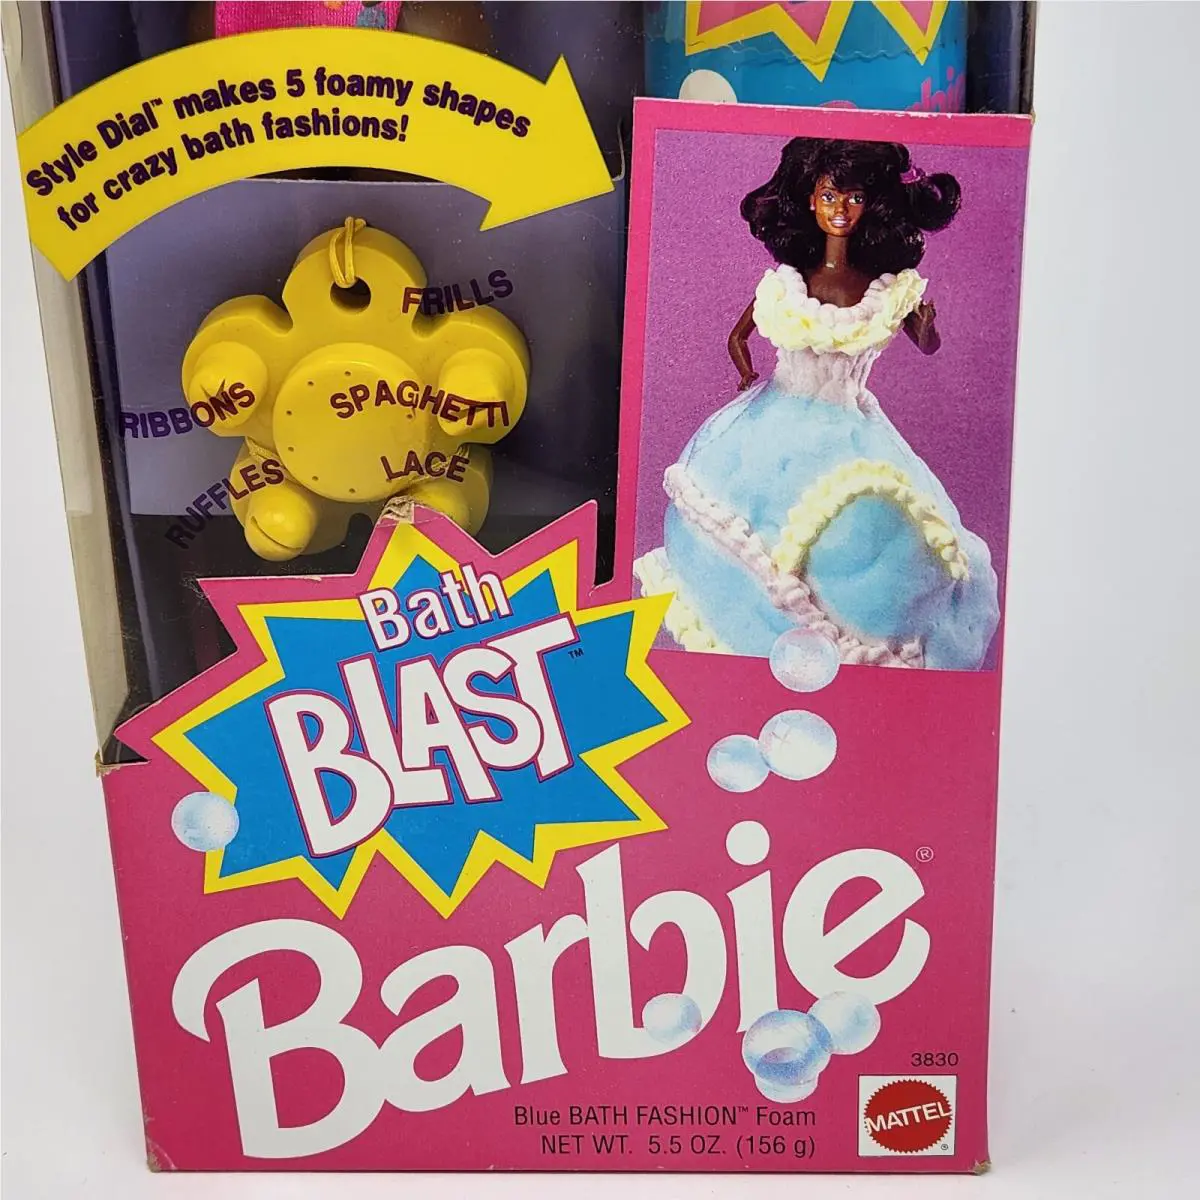 Style Dial™ makes 5 foamy shapes
for crazy bath fashions!
FRILLS
RIBBONS
SPAGHETTI
RUFFLES
LACE
Bath
BLAST™
Barbie®
3830
Blue BATH FASHION™ Foam
NET WT. 5.5 OZ. (156 g)
MATTEL®